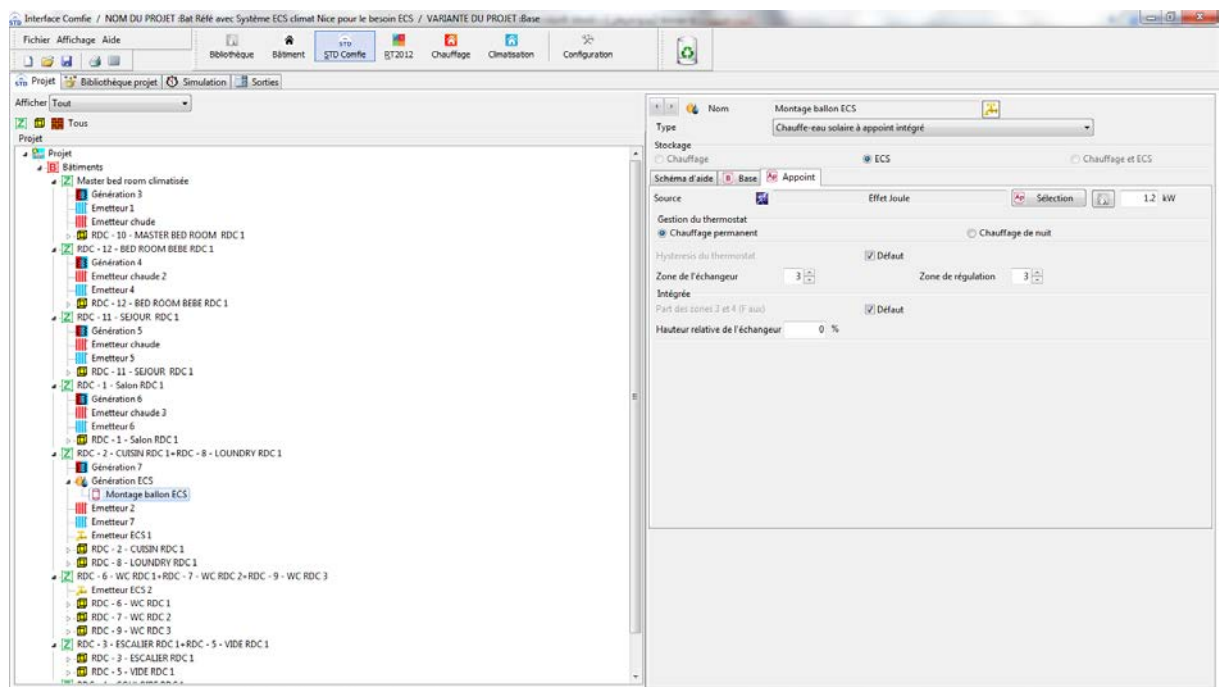 Interface Comfie / NOM DU PROJET :Bat Réfé avec Système ECS climat Nice pour le besoin ECS / VARIANTE DU PROJET :Base
Fichier Affichage Aide
Bibliothèque Bâtiment STD Comfie RT2012 Chauffage Climatisation Configuration
Projet Bibliothèque projet Simulation Sorties
Afficher Tout
Z Tous
Projet
Projet
B Bâtiments
Z Master bed room climatisée
Génération 3
Emetteur 1
Emetteur chude
RDC - 10 - MASTER BED ROOM RDC 1
Z RDC - 12 - BED ROOM BEBE RDC 1
Génération 4
Emetteur chaude 2
Emetteur 4
RDC - 12 - BED ROOM BEBE RDC 1
Z RDC - 11 - SEJOUR RDC 1
Génération 5
Emetteur chaude
Emetteur 5
RDC - 11 - SEJOUR RDC 1
Z RDC - 1 - Salon RDC 1
Génération 6
Emetteur chaude 3
Emetteur 6
RDC - 1 - Salon RDC 1
Z RDC - 2 - CUISIN RDC 1+RDC - 8 - LOUNDRY RDC 1
Génération 7
Génération ECS
Montage ballon ECS
Emetteur 2
Emetteur 7
Emetteur ECS 1
RDC - 2 - CUISIN RDC 1
RDC - 8 - LOUNDRY RDC 1
Z RDC - 6 - WC RDC 1+RDC - 7 - WC RDC 2+RDC - 9 - WC RDC 3
Emetteur ECS 2
RDC - 6 - WC RDC 1
RDC - 7 - WC RDC 2
RDC - 9 - WC RDC 3
Z RDC - 3 - ESCALIER RDC 1+RDC - 5 - VIDE RDC 1
RDC - 3 - ESCALIER RDC 1
RDC - 5 - VIDE RDC 1
Nom Montage ballon ECS
Type Chauffe-eau solaire à appoint intégré
Stockage
Chauffage ECS Chauffage et ECS
Schéma d'aide B Base Ap Appoint
Source Effet Joule Ap Sélection 1.2 kW
Gestion du thermostat
Chauffage permanent Chauffage de nuit
Hysteresis du thermostat Défaut
Zone de l'échangeur 3 Zone de régulation 3
Intégrée
Part des zones 3 et 4 (F aux) Défaut
Hauteur relative de l'échangeur 0 %